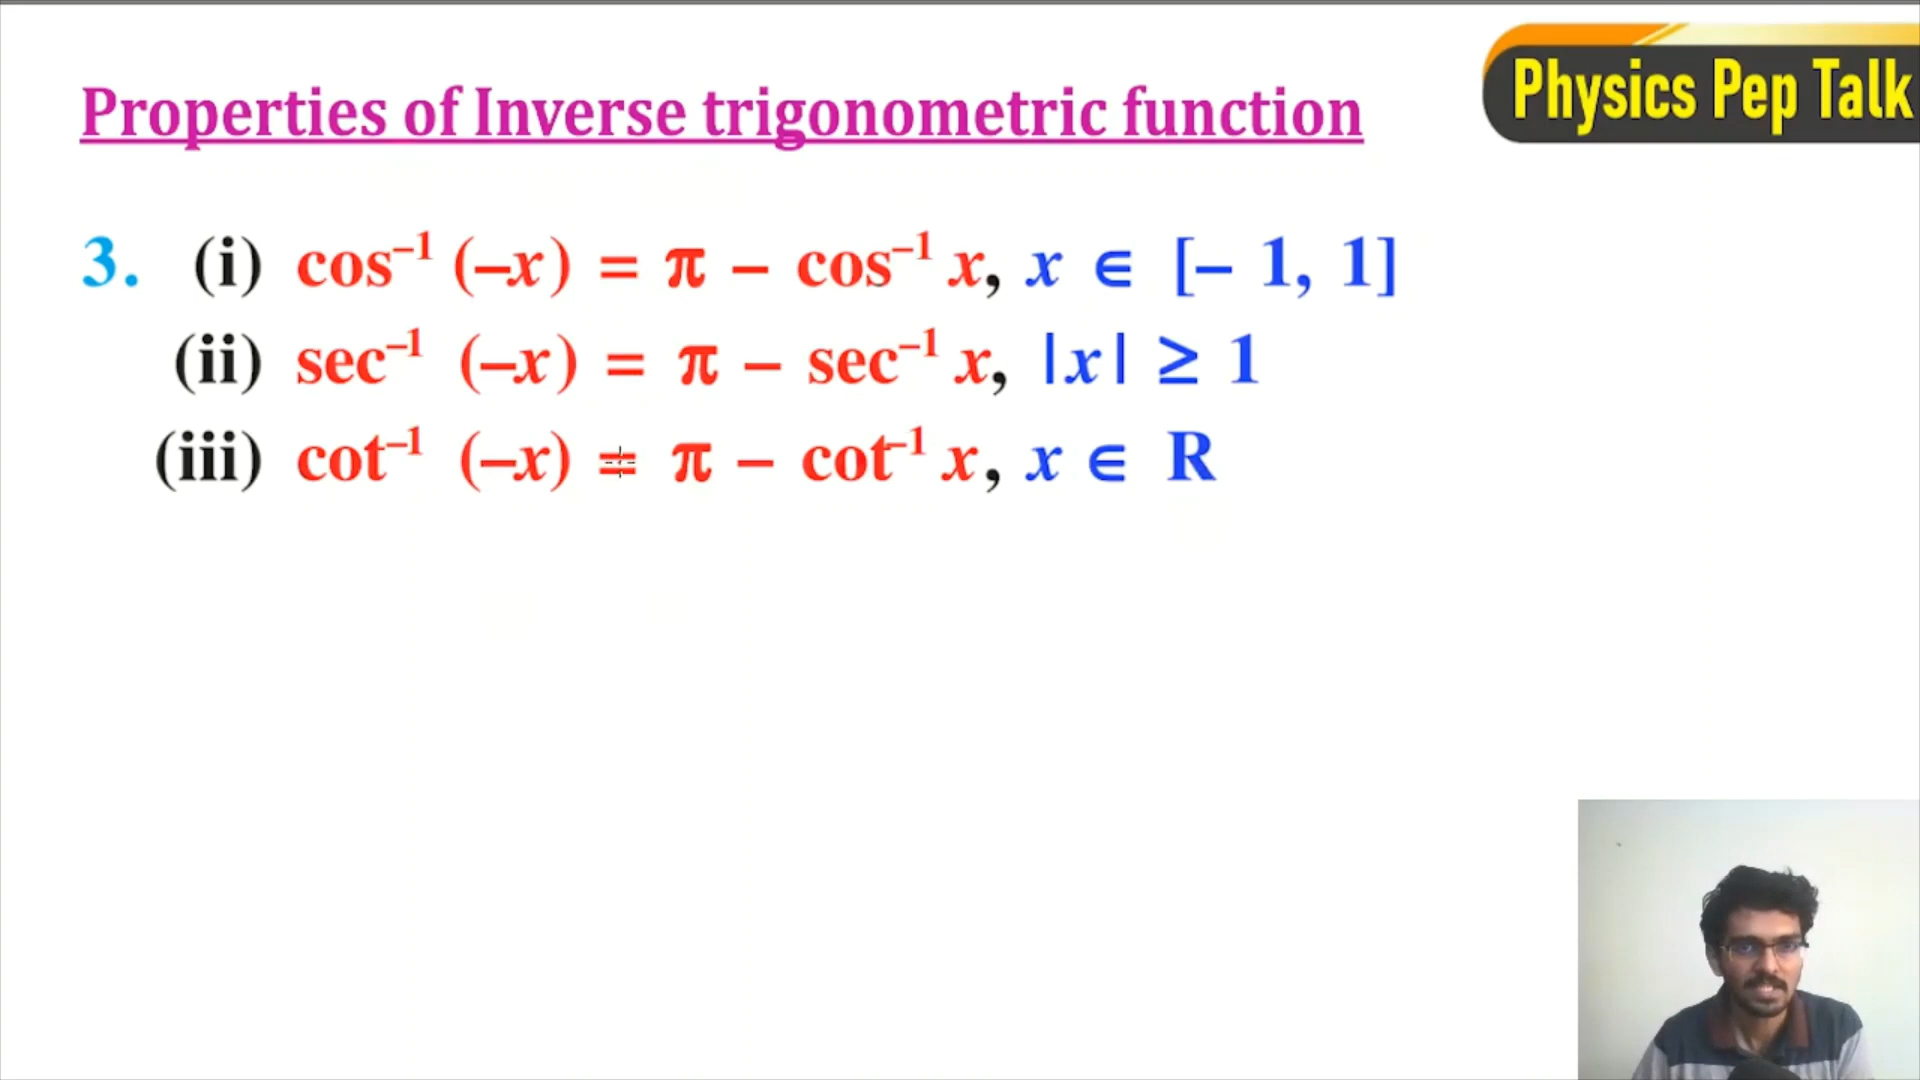 Physics Pep Talk
Properties of Inverse trigonometric function
3. (i) cos⁻¹ (–x) = π – cos⁻¹ x, x ∈ [– 1, 1]
(ii) sec⁻¹ (–x) = π – sec⁻¹ x, |x| ≥ 1
(iii) cot⁻¹ (–x) = π – cot⁻¹ x, x ∈ R